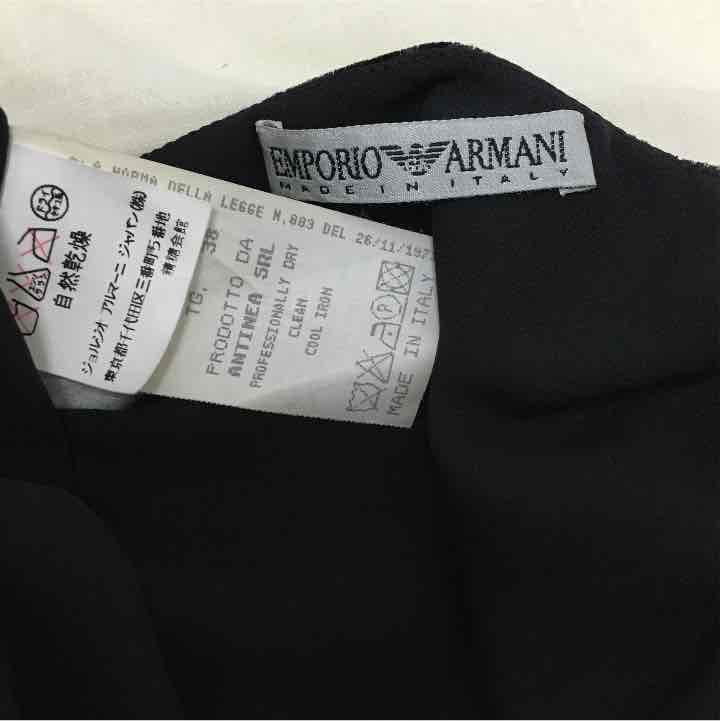 EMPORIO ARMANI
MADE IN ITALY
LA NORMA DELLA LEGGE N.883 DEL 26/11/197
TG. 38
PRODOTTO DA
ANTINEA SRL
PROFESSIONALLY DRY
CLEAN
COOL IRON
MADE IN ITALY
自然乾燥
ジョルジオ アルマーニ ジャパン(株)
東京都千代田区三番町5番地